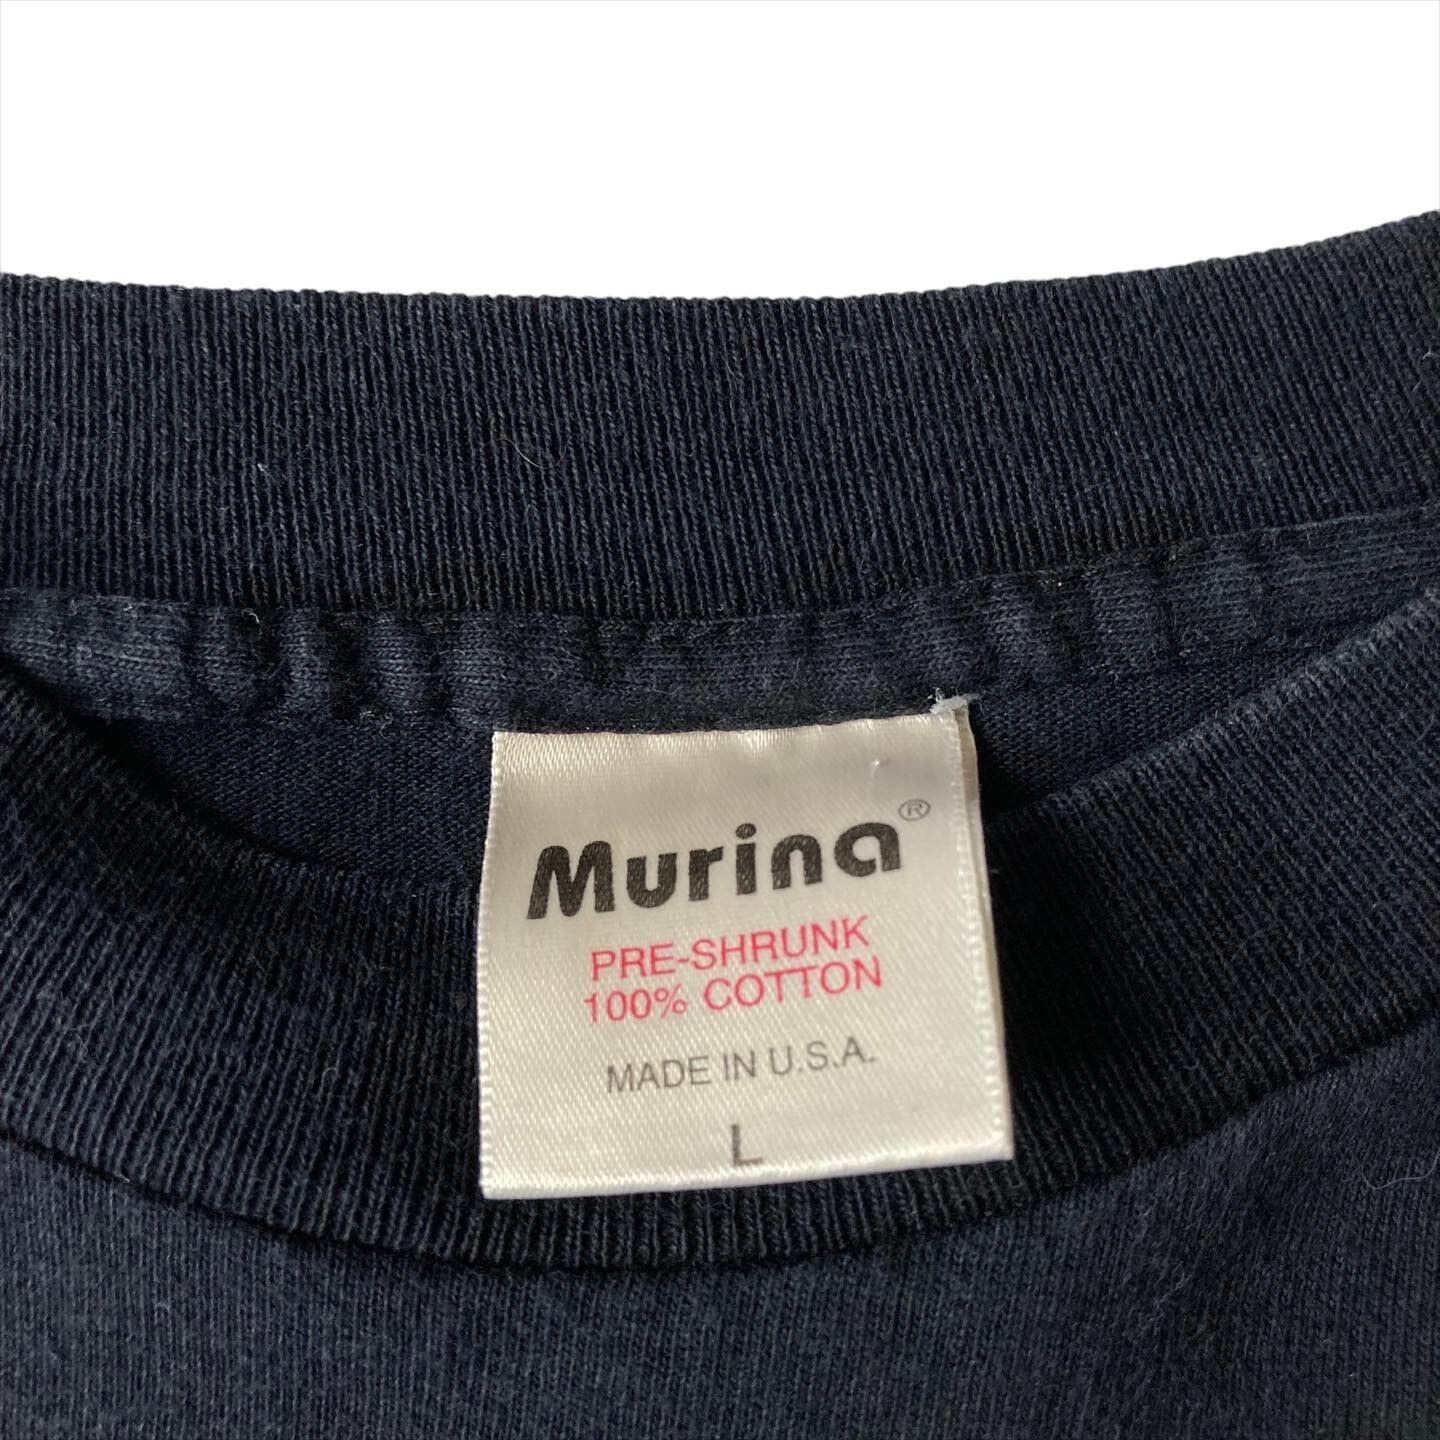 Murina®
PRE-SHRUNK
100% COTTON
MADE IN U.S.A.
L